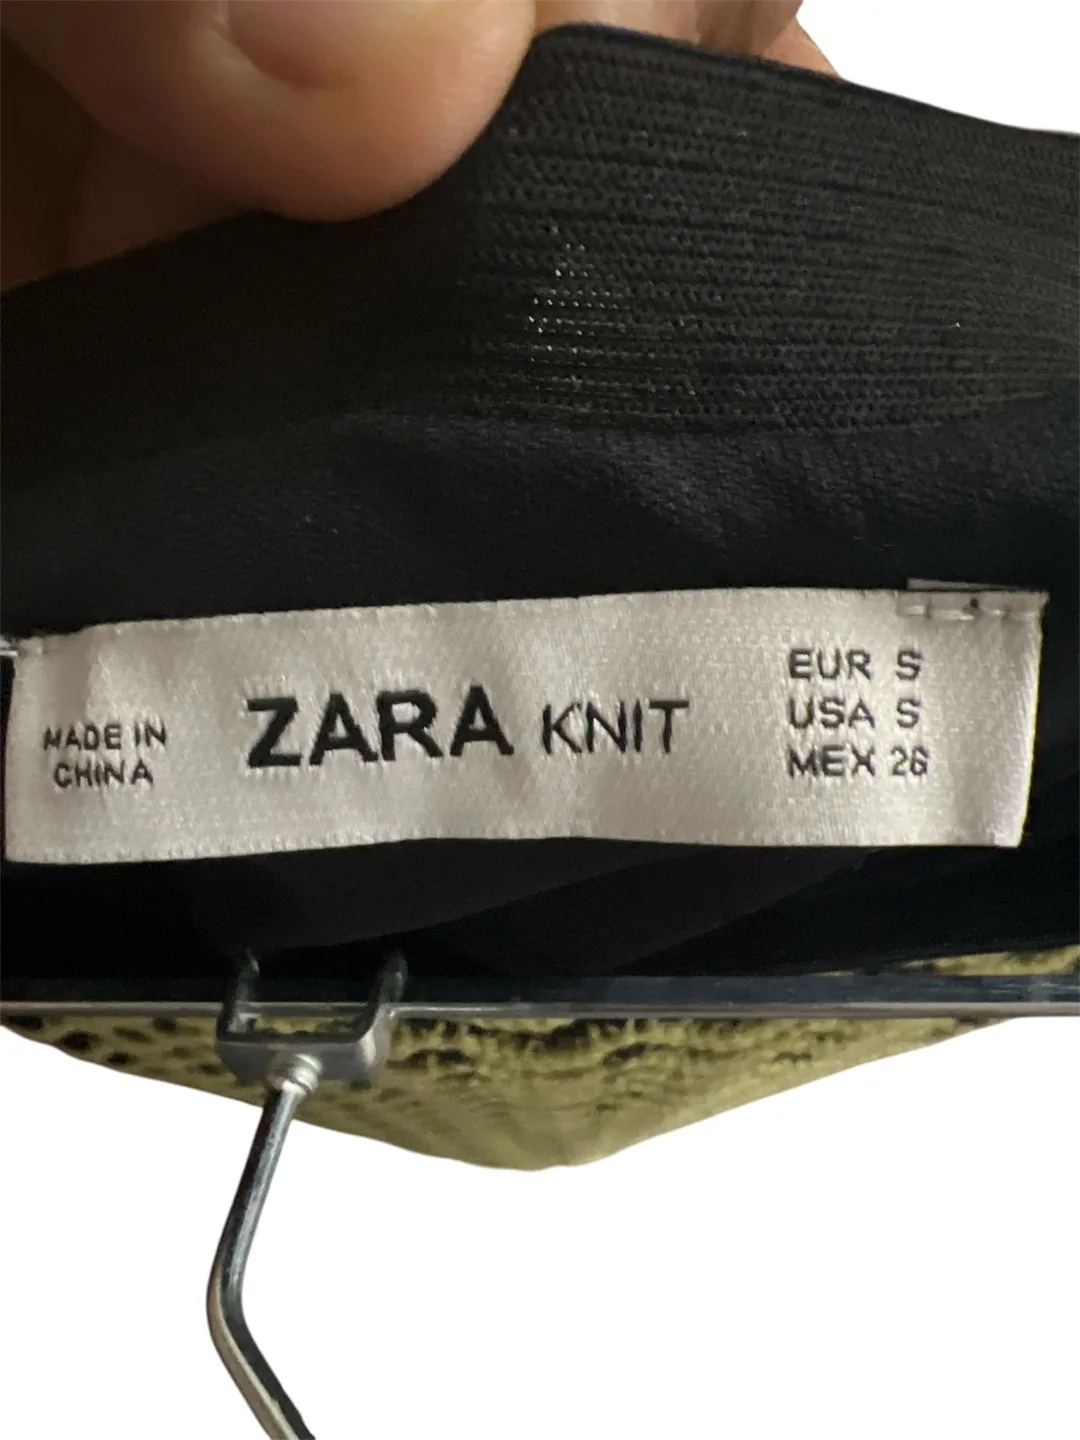 MADE IN
CHINA
ZARA KNIT
EUR S
USA S
MEX 26